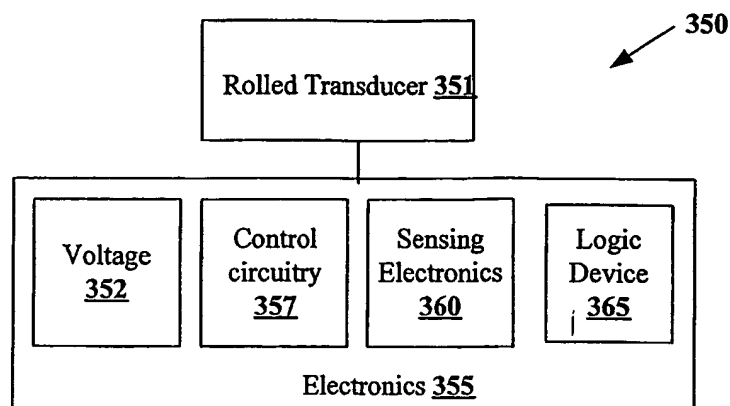 350
Rolled Transducer 351
Voltage
352
Control
circuitry
357
Sensing
Electronics
360
Logic
Device
365
Electronics 355